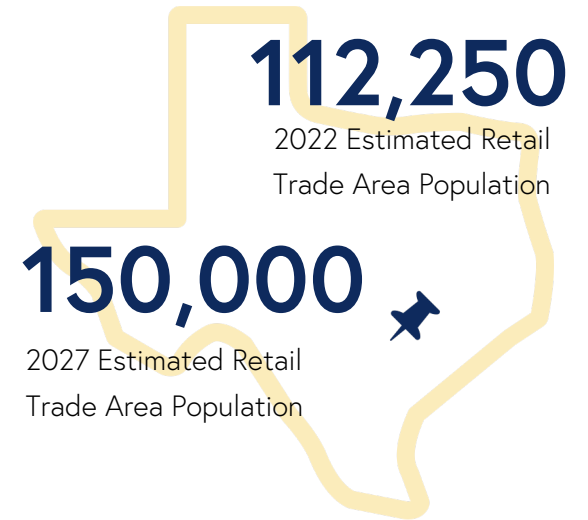 112,250
2022 Estimated Retail
Trade Area Population
150,000
2027 Estimated Retail
Trade Area Population